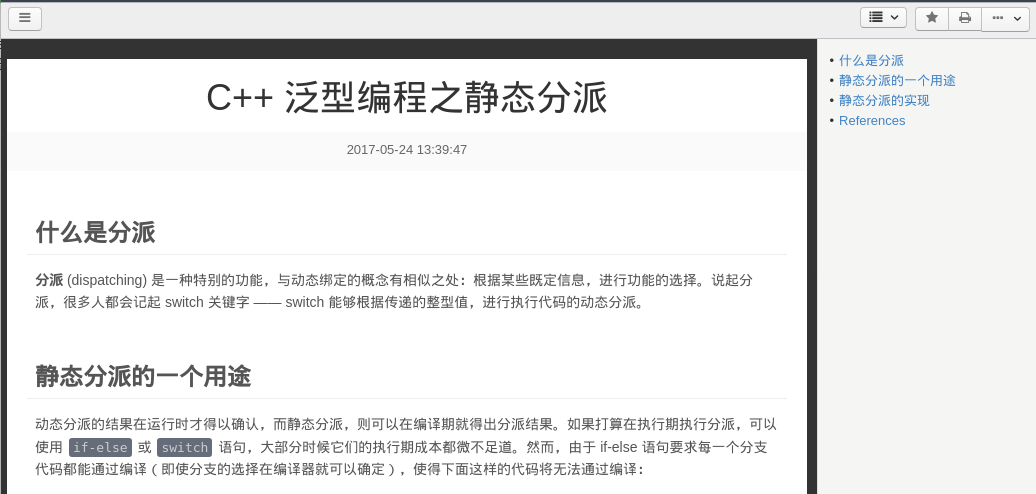 C++ 泛型编程之静态分派
2017-05-24 13:39:47
什么是分派
分派 (dispatching) 是一种特别的功能，与动态绑定的概念有相似之处：根据某些既定信息，进行功能的选择。说起分
派，很多人都会记起 switch 关键字 —— switch 能够根据传递的整型值，进行执行代码的动态分派。
静态分派的一个用途
动态分派的结果在运行时才得以确认，而静态分派，则可以在编译期就得出分派结果。如果打算在执行期执行分派，可以
使用 if-else 或 switch 语句，大部分时候它们的执行期成本都微不足道。然而，由于 if-else 语句要求每一个分支
代码都能通过编译（即使分支的选择在编译器就可以确定），使得下面这样的代码将无法通过编译：
• 什么是分派
• 静态分派的一个用途
• 静态分派的实现
• References